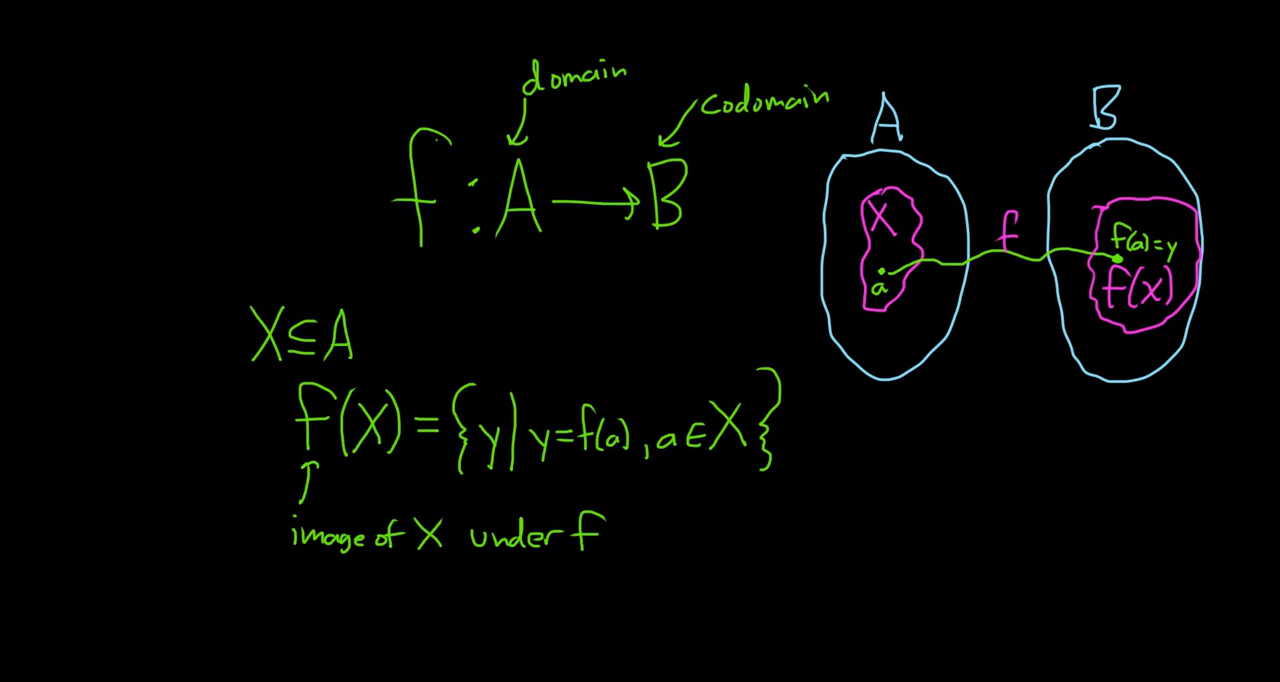 domain
Codomain
f : A → B
X ⊆ A
f(X) = {y | y = f(a), a ∈ X}
image of X under f
A
B
X
a
f
f(a) = y
f(X)